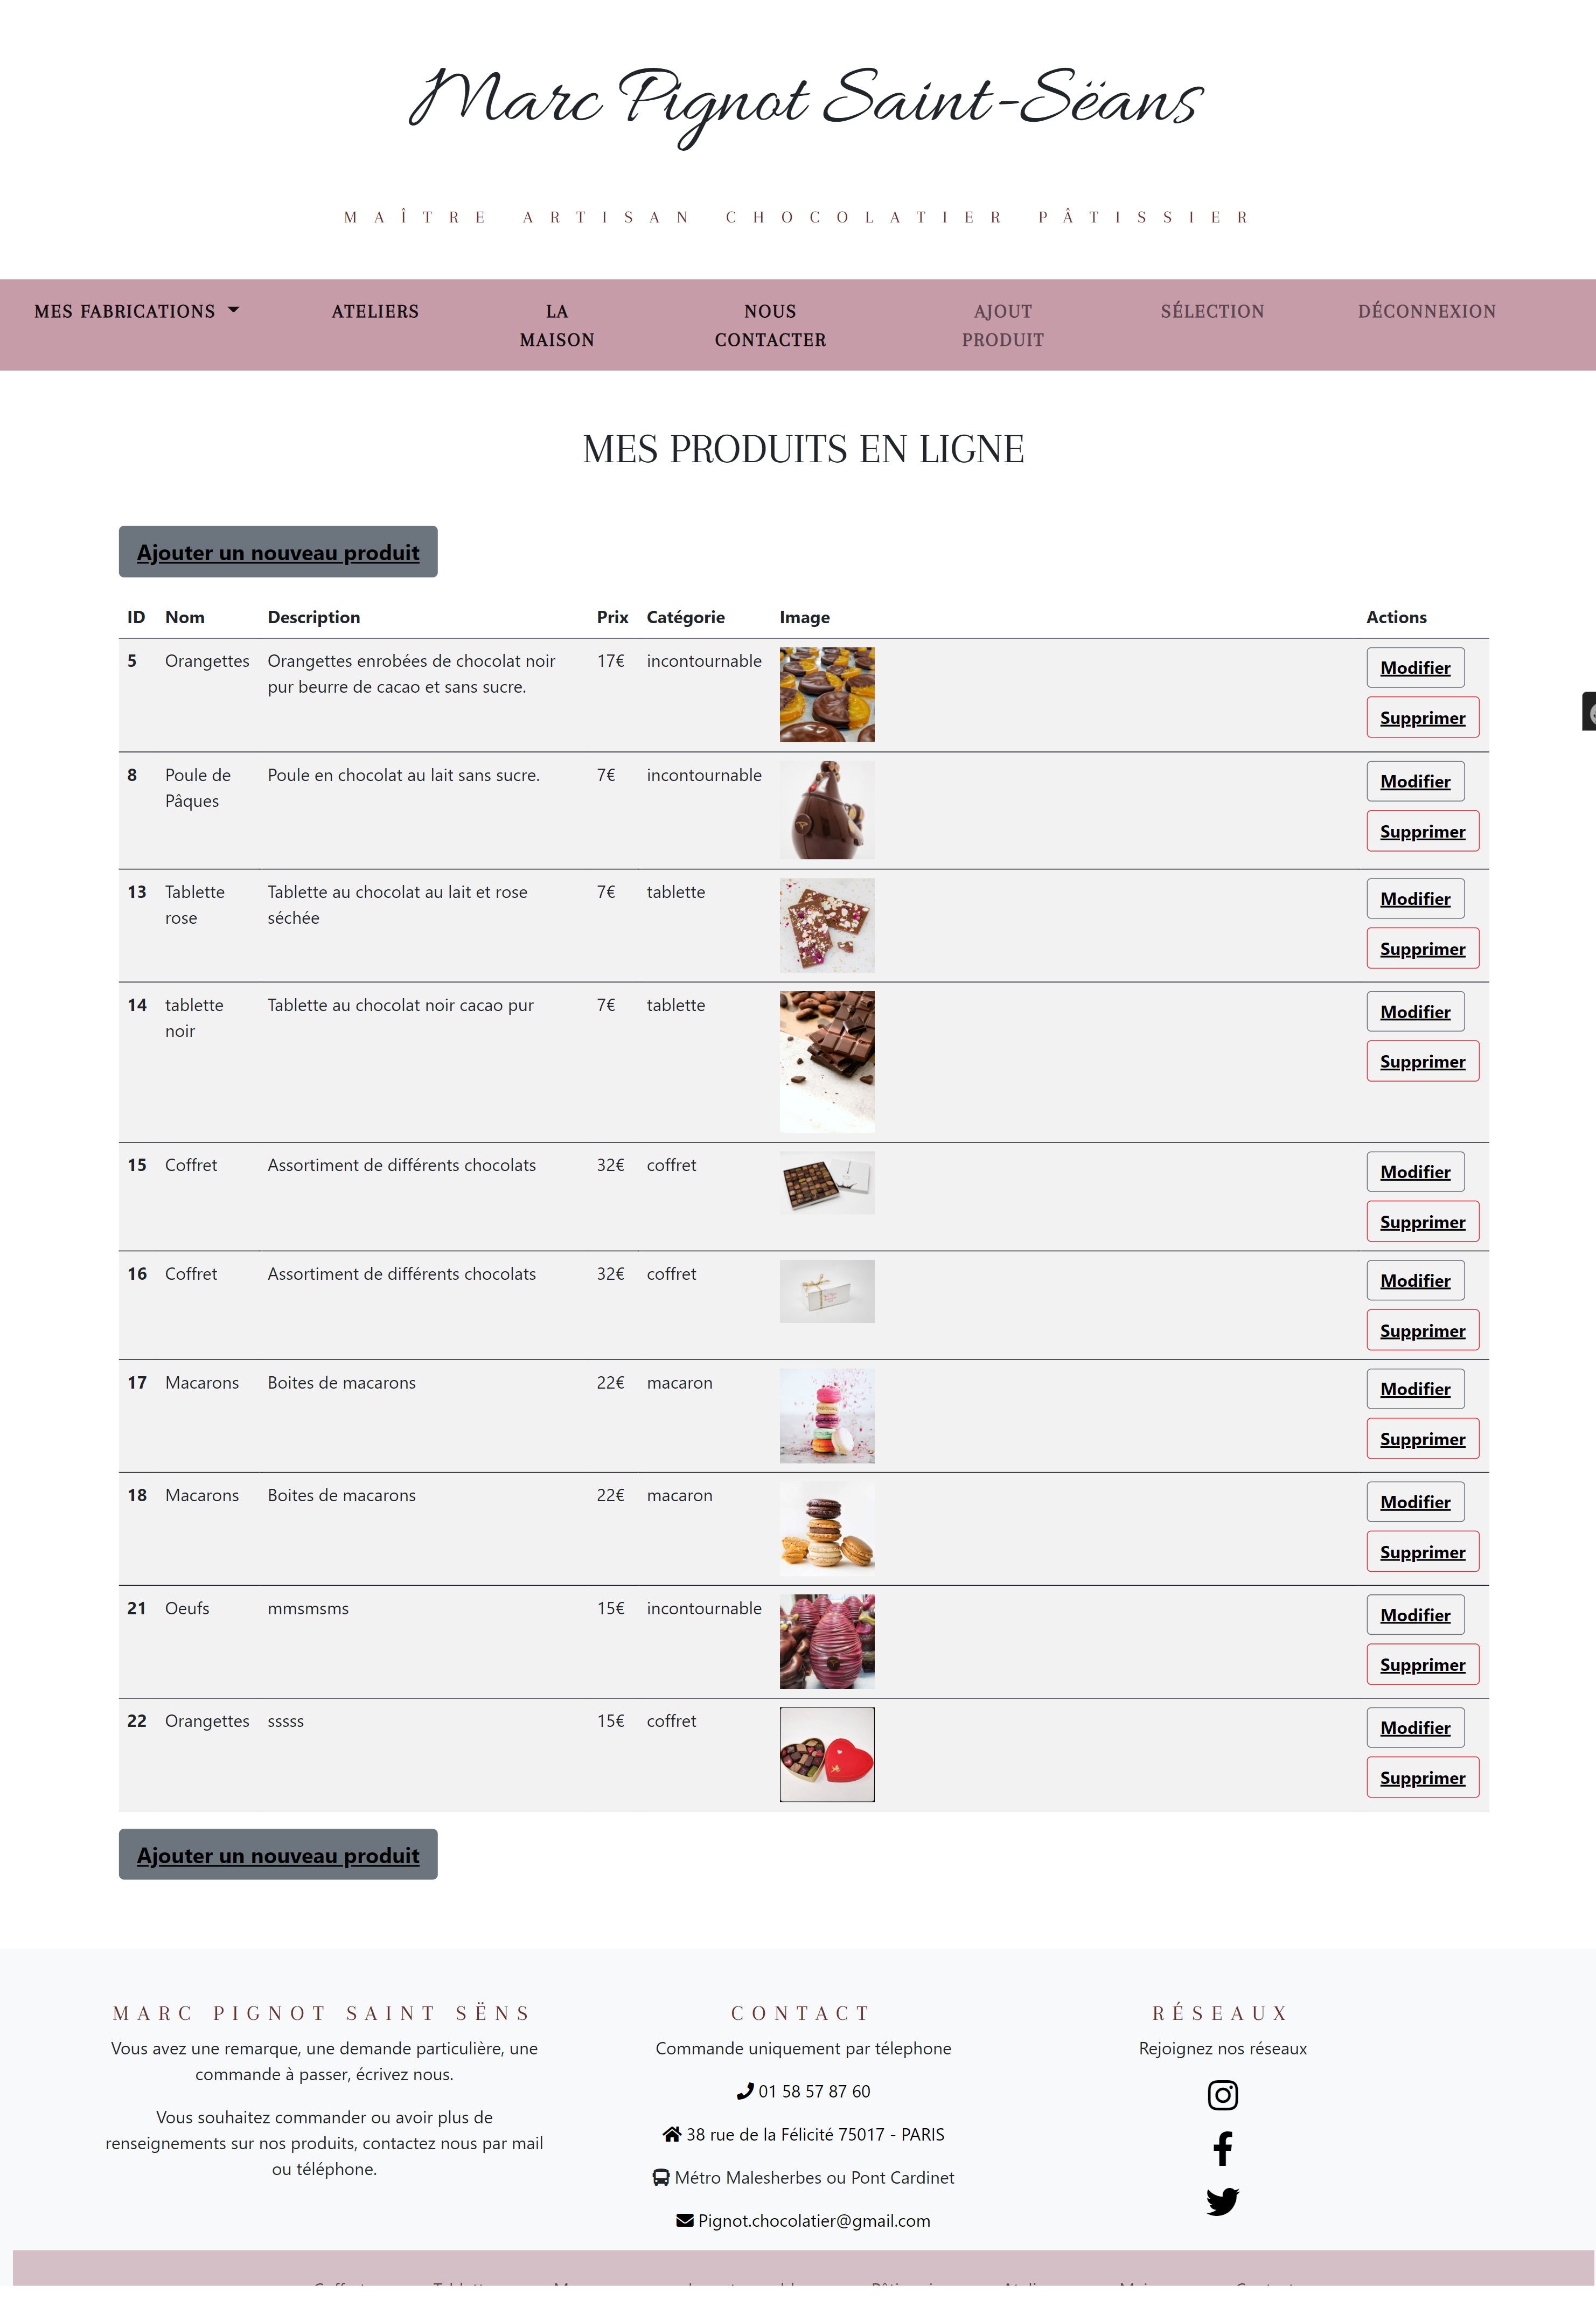 Marc Pignot Saint-Sëans
MAÎTRE ARTISAN CHOCOLATIER PÂTISSIER
MES FABRICATIONS ATELIERS LA MAISON NOUS CONTACTER AJOUT PRODUIT SÉLECTION DÉCONNEXION
MES PRODUITS EN LIGNE
Ajouter un nouveau produit
ID Nom Description Prix Catégorie Image Actions
5 Orangettes Orangettes enrobées de chocolat noir pur beurre de cacao et sans sucre. 17€ incontournable Modifier
Supprimer
8 Poule de Pâques Poule en chocolat au lait sans sucre. 7€ incontournable Modifier
Supprimer
13 Tablette rose Tablette au chocolat au lait et rose séchée 7€ tablette Modifier
Supprimer
14 tablette noir Tablette au chocolat noir cacao pur 7€ tablette Modifier
Supprimer
15 Coffret Assortiment de différents chocolats 32€ coffret Modifier
Supprimer
16 Coffret Assortiment de différents chocolats 32€ coffret Modifier
Supprimer
17 Macarons Boites de macarons 22€ macaron Modifier
Supprimer
18 Macarons Boites de macarons 22€ macaron Modifier
Supprimer
21 Oeufs mmsmsms 15€ incontournable Modifier
Supprimer
22 Orangettes sssss 15€ coffret Modifier
Supprimer
Ajouter un nouveau produit
MARC PIGNOT SAINT SËNS
Vous avez une remarque, une demande particulière, une
commande à passer, écrivez nous.
Vous souhaitez commander ou avoir plus de
renseignements sur nos produits, contactez nous par mail
ou téléphone.
CONTACT
Commande uniquement par télephone
01 58 57 87 60
38 rue de la Félicité 75017 - PARIS
Métro Malesherbes ou Pont Cardinet
Pignot.chocolatier@gmail.com
RÉSEAUX
Rejoignez nos réseaux